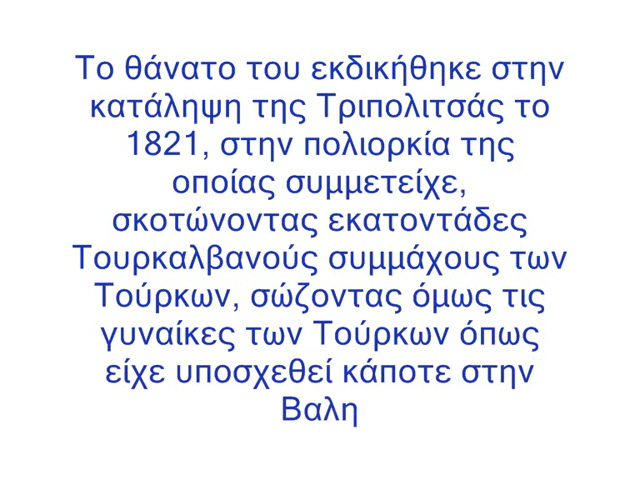 Το θάνατο του εκδικήθηκε στην
κατάληψη της Τριπολιτσάς το
1821, στην πολιορκία της
οποίας συμμετείχε,
σκοτώνοντας εκατοντάδες
Τουρκαλβανούς συμμάχους των
Τούρκων, σώζοντας όμως τις
γυναίκες των Τούρκων όπως
είχε υποσχεθεί κάποτε στην
Βαλη